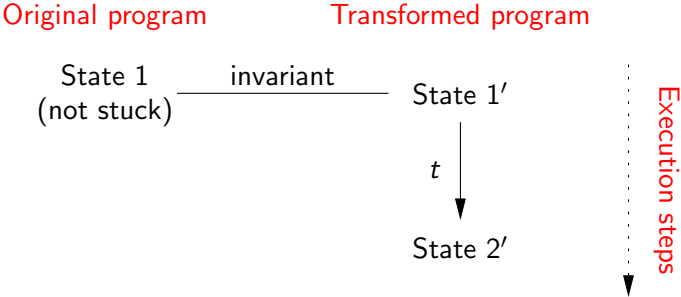 Original program
Transformed program
State 1
(not stuck)
invariant
State 1′
t
State 2′
Execution steps